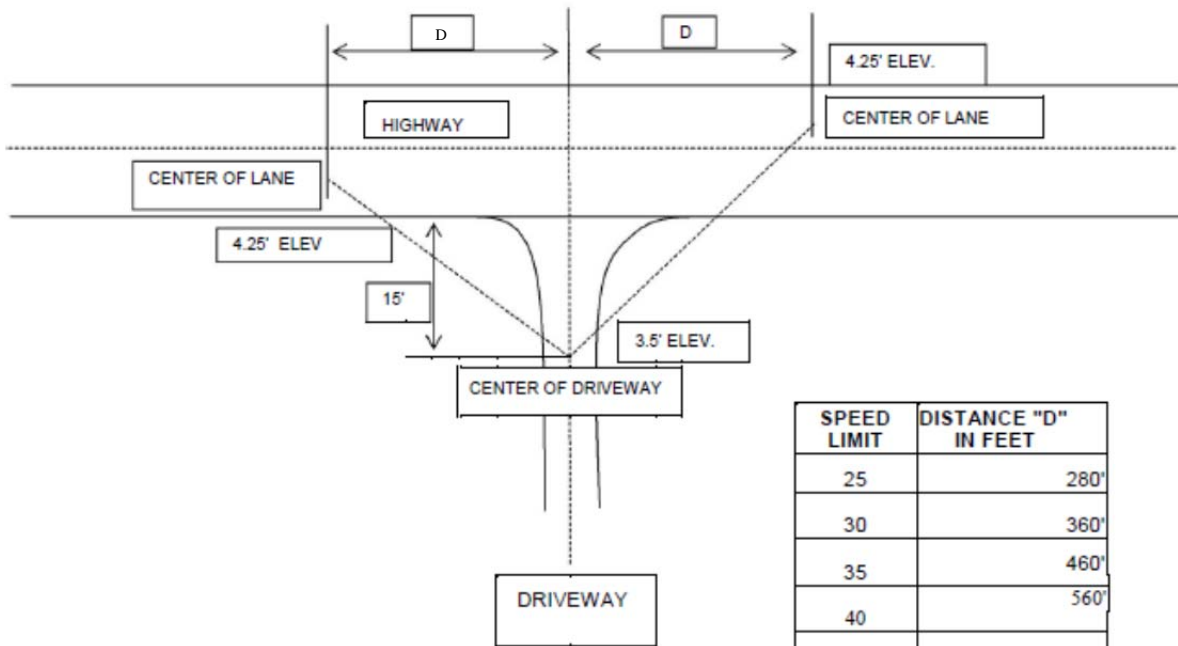 D
D
4.25' ELEV.
HIGHWAY
CENTER OF LANE
CENTER OF LANE
4.25' ELEV
15'
3.5' ELEV.
CENTER OF DRIVEWAY
DRIVEWAY
SPEED LIMIT DISTANCE "D" IN FEET
25 280'
30 360'
35 460'
40 560'